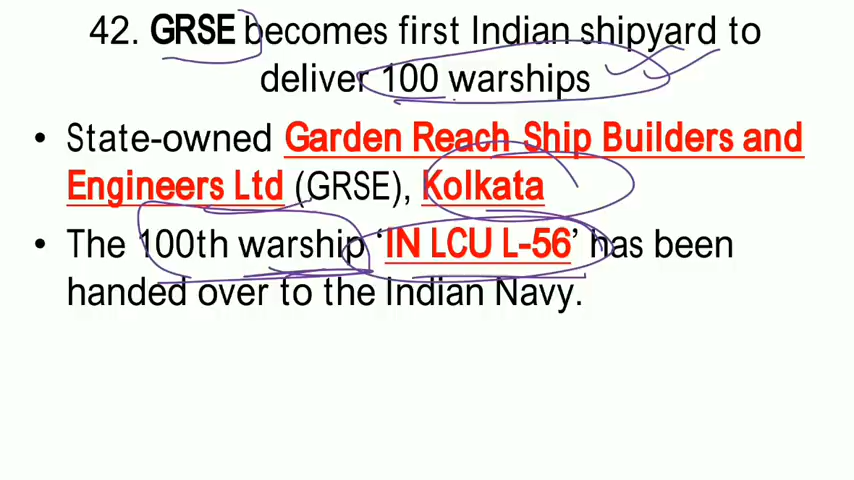 42. GRSE becomes first Indian shipyard to
deliver 100 warships
• State-owned Garden Reach Ship Builders and
Engineers Ltd (GRSE), Kolkata
• The 100th warship ‘IN LCU L-56’ has been
handed over to the Indian Navy.